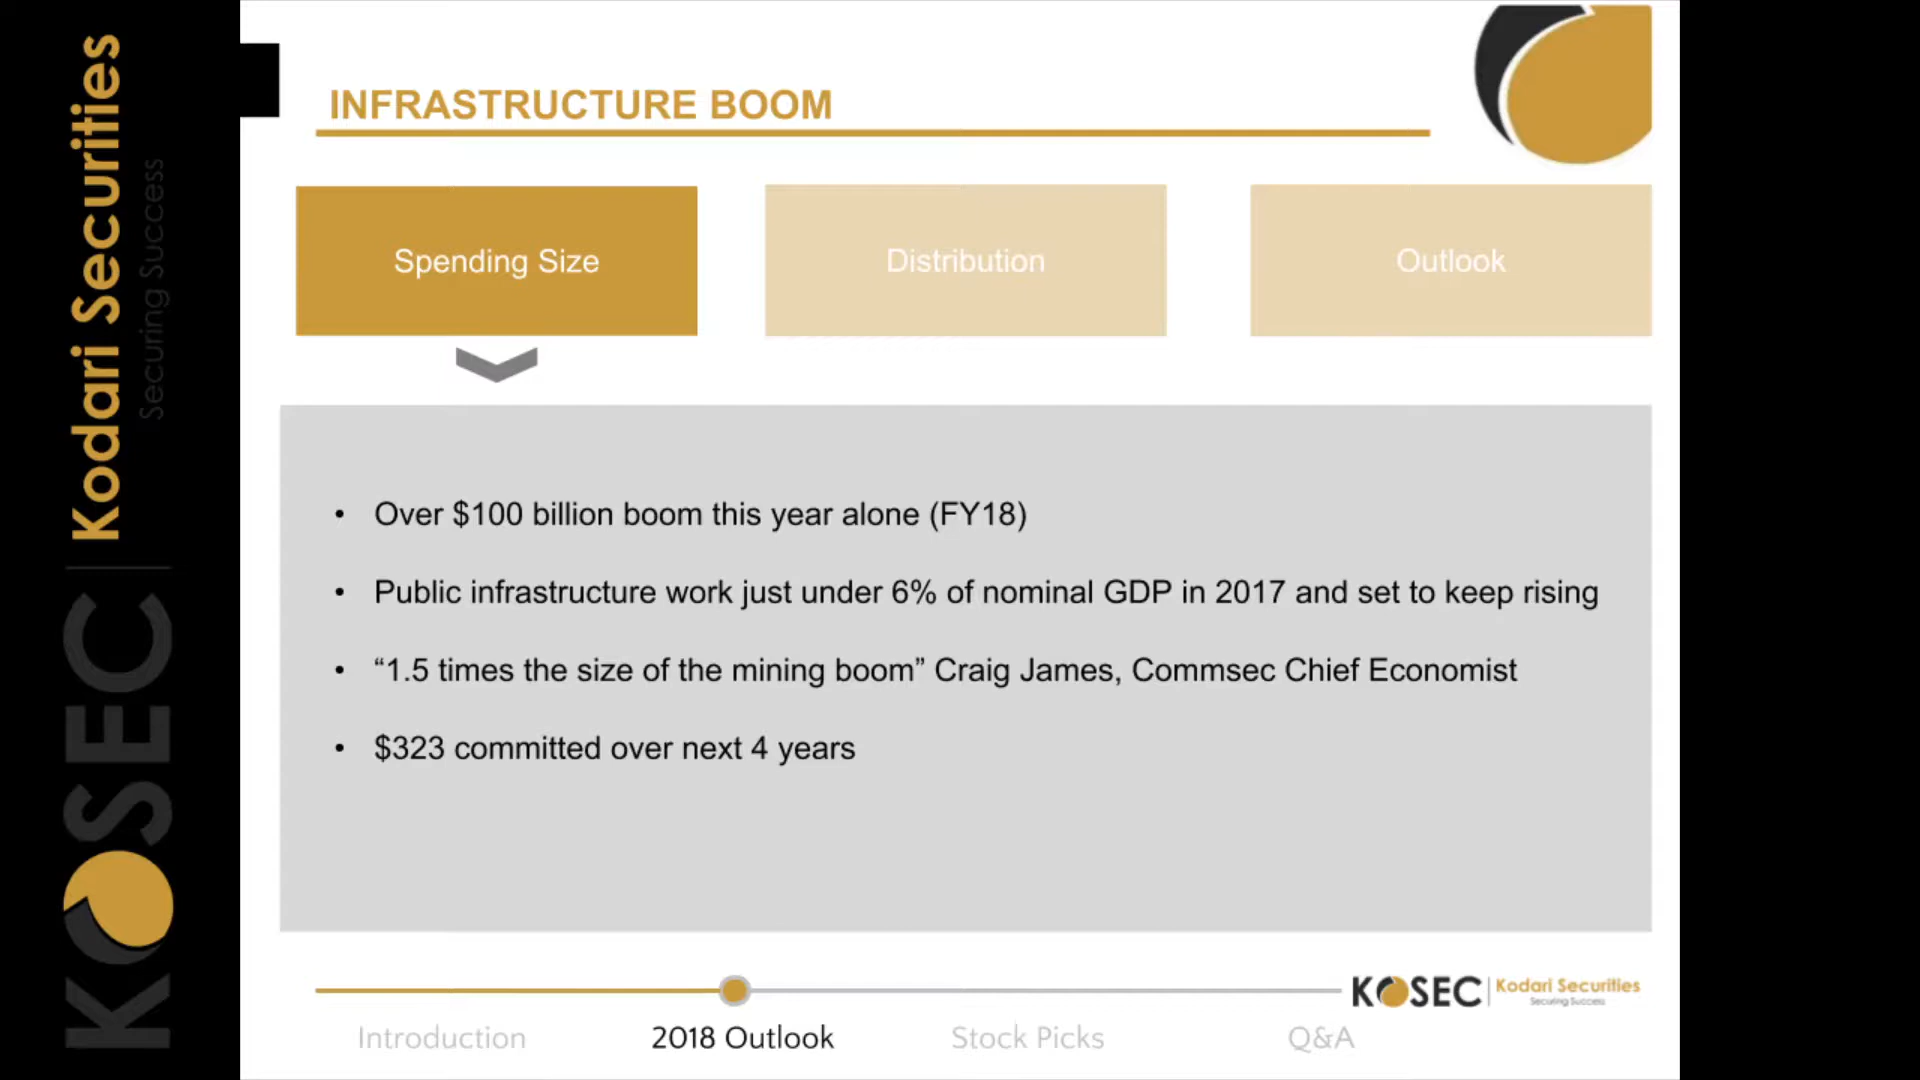 KOSEC | Kodari Securities
Securing Success
INFRASTRUCTURE BOOM
Spending Size
Distribution
Outlook
• Over $100 billion boom this year alone (FY18)
• Public infrastructure work just under 6% of nominal GDP in 2017 and set to keep rising
• “1.5 times the size of the mining boom” Craig James, Commsec Chief Economist
• $323 committed over next 4 years
KOSEC | Kodari Securities
Securing Success
Introduction
2018 Outlook
Stock Picks
Q&A